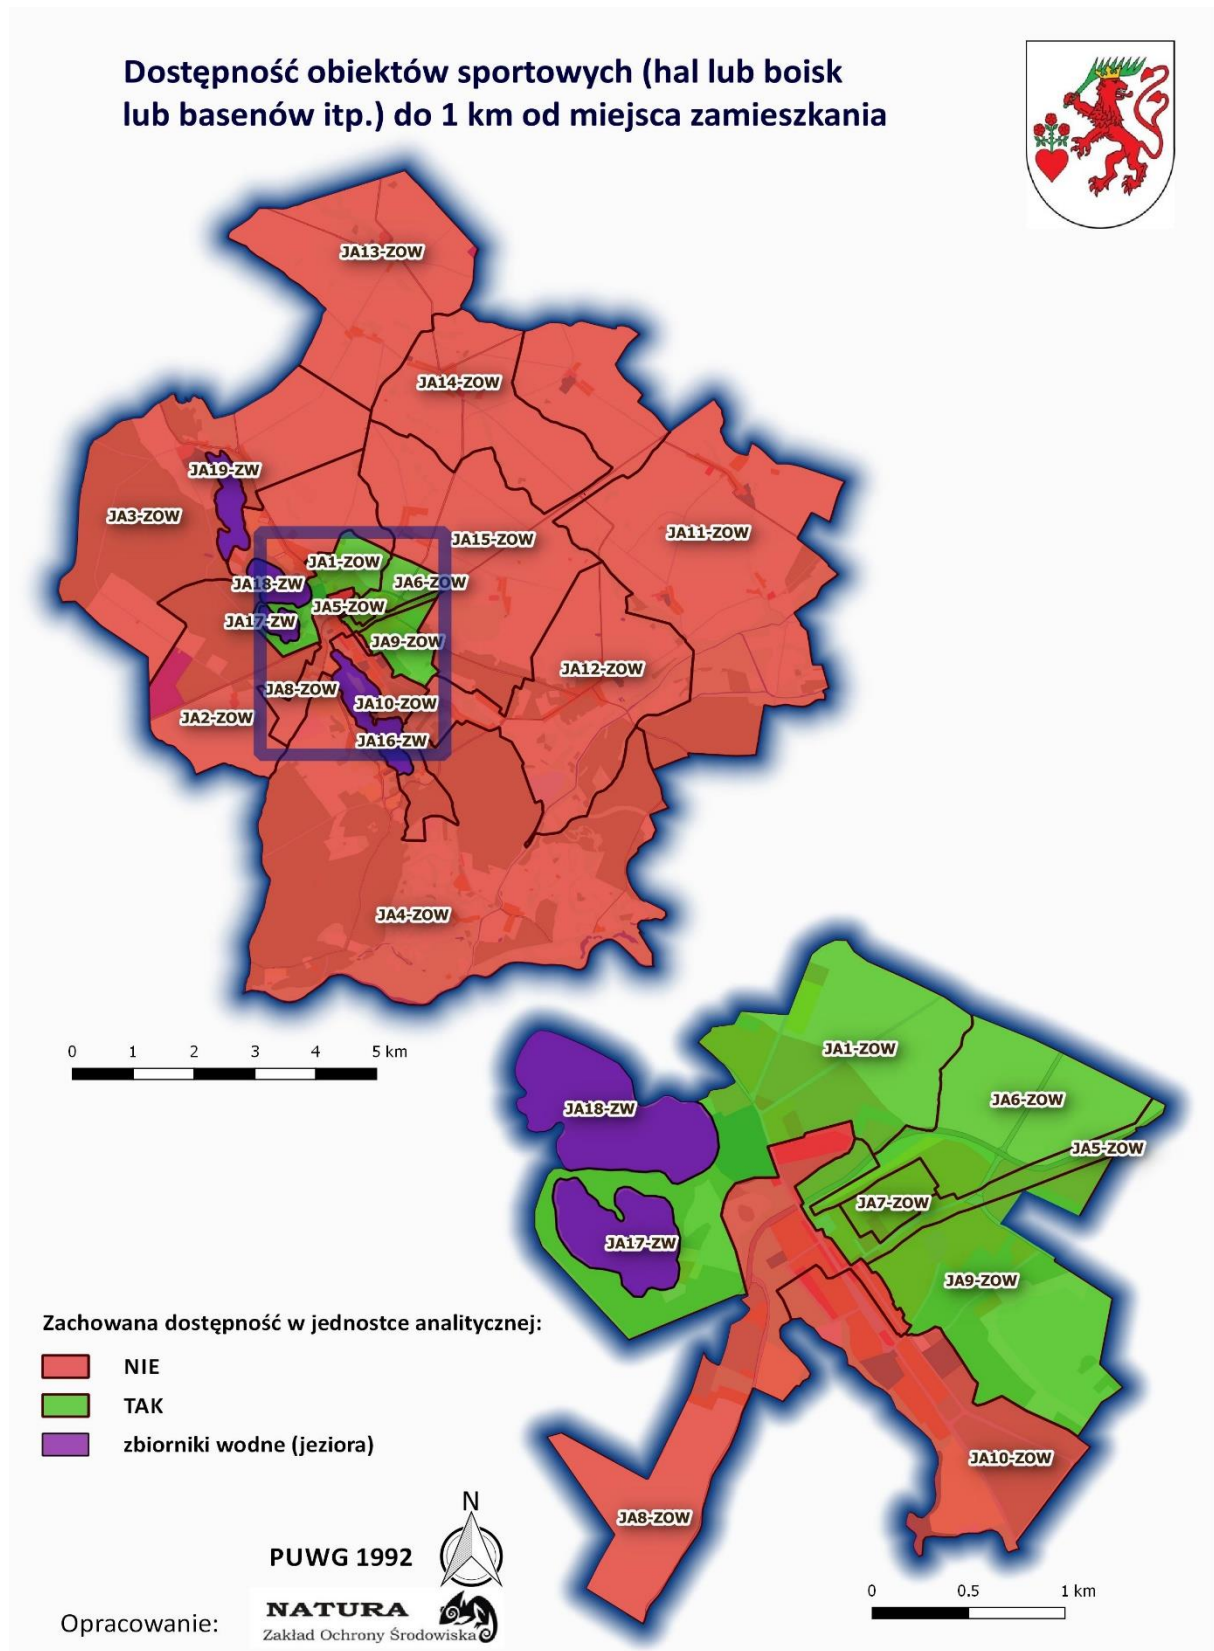 Dostępność obiektów sportowych (hal lub boisk
lub basenów itp.) do 1 km od miejsca zamieszkania
JA13-ZOW
JA14-ZOW
JA19-ZW
JA3-ZOW
JA11-ZOW
JA15-ZOW
JA1-ZOW
JA18-ZW
JA6-ZOW
JA5-ZOW
JA17-ZW
JA9-ZOW
JA12-ZOW
JA8-ZOW
JA10-ZOW
JA2-ZOW
JA16-ZW
JA4-ZOW
0 1 2 3 4 5 km
JA1-ZOW
JA18-ZW
JA6-ZOW
JA5-ZOW
JA7-ZOW
JA17-ZW
JA9-ZOW
JA10-ZOW
JA8-ZOW
Zachowana dostępność w jednostce analitycznej:
NIE
TAK
zbiorniki wodne (jeziora)
N
PUWG 1992
0 0.5 1 km
Opracowanie:
NATURA
Zakład Ochrony Środowiska